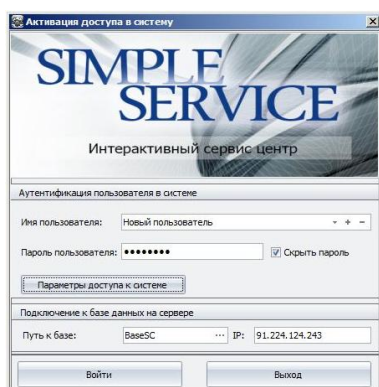 Активация доступа в систему
SIMPLE
SERVICE
Интерактивный сервис центр
Аутентификация пользователя в системе
Имя пользователя: Новый пользователь
Пароль пользователя: •••••••• Скрыть пароль
Параметры доступа к системе
Подключение к базе данных на сервере
Путь к базе: BaseSC ... IP: 91.224.124.243
Войти Выход